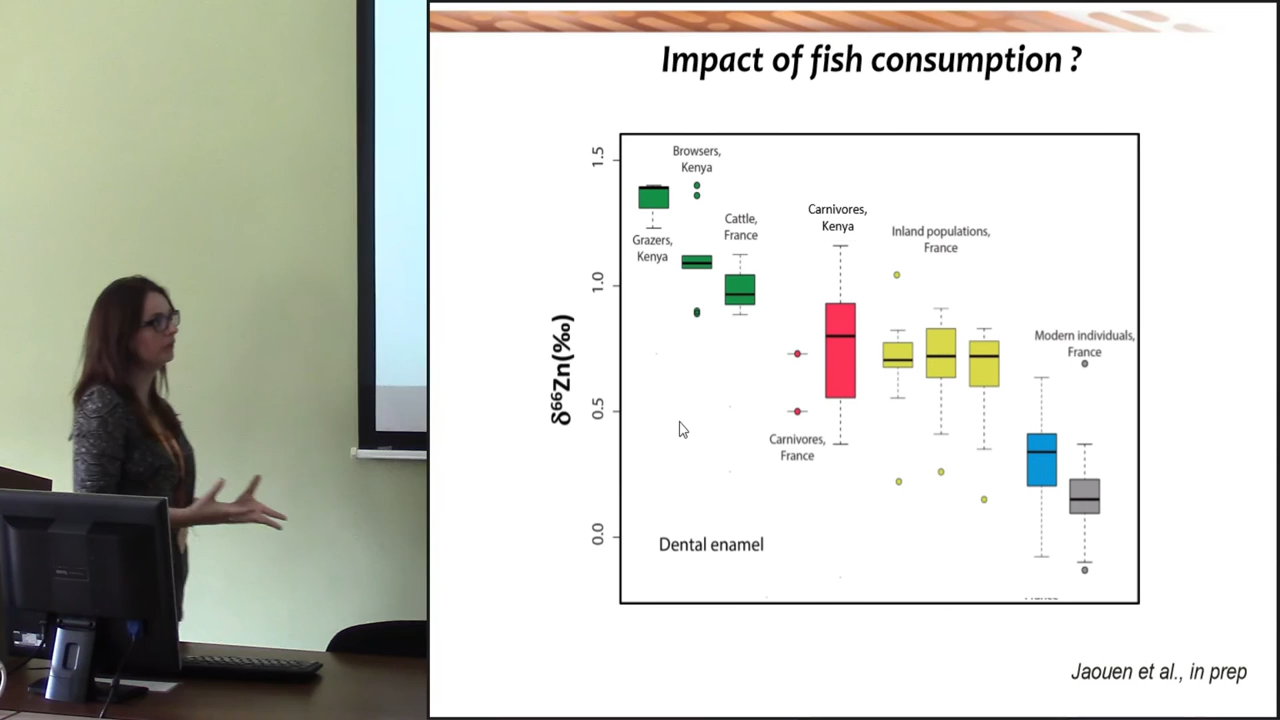 Impact of fish consumption ?
δ66Zn(‰)
1.5
1.0
0.5
0.0
Browsers,
Kenya
Grazers,
Kenya
Cattle,
France
Carnivores,
Kenya
Carnivores,
France
Inland populations,
France
Modern individuals,
France
Dental enamel
Jaouen et al., in prep